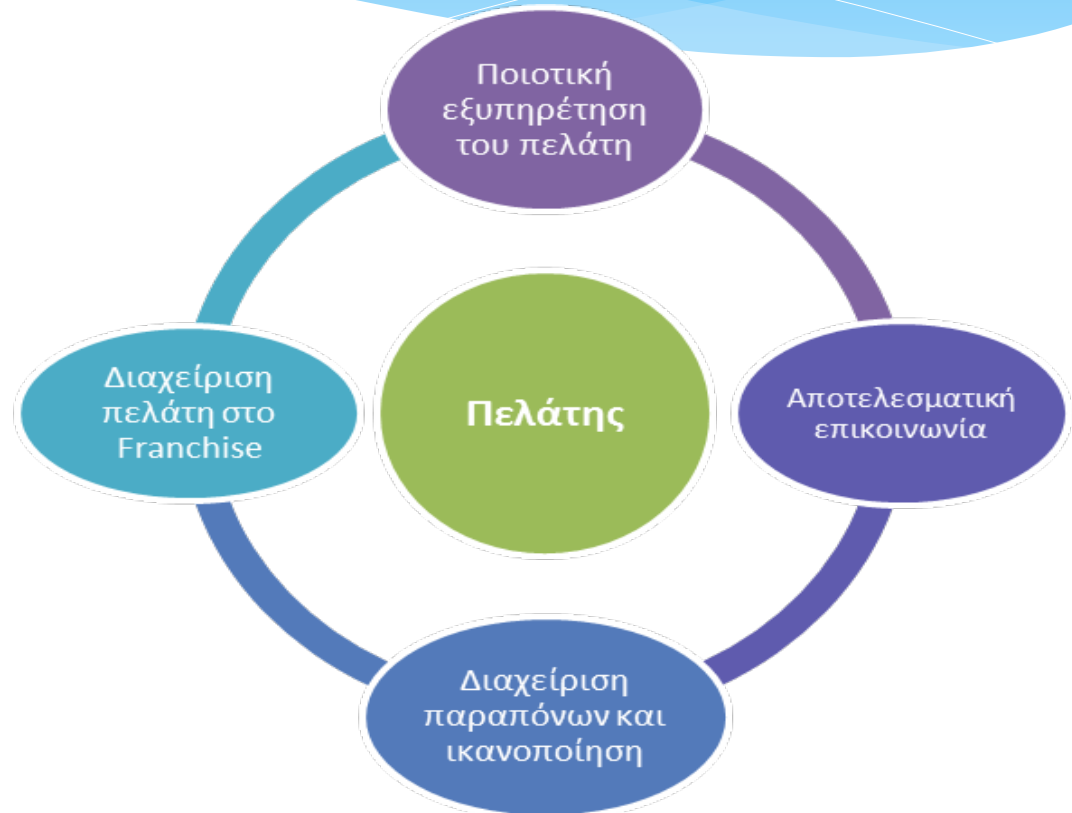 Ποιοτική
εξυπηρέτηση
του πελάτη
Διαχείριση
πελάτη στο
Franchise
Πελάτης
Αποτελεσματική
επικοινωνία
Διαχείριση
παραπόνων και
ικανοποίηση